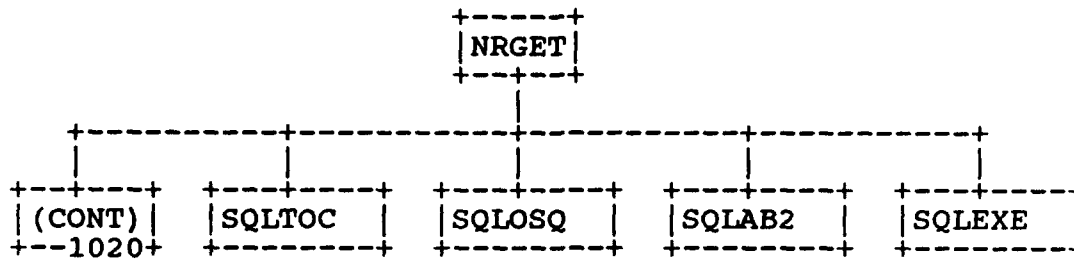 NRGET
(CONT) SQLTOC SQLOSQ SQLAB2 SQLEXE
1020